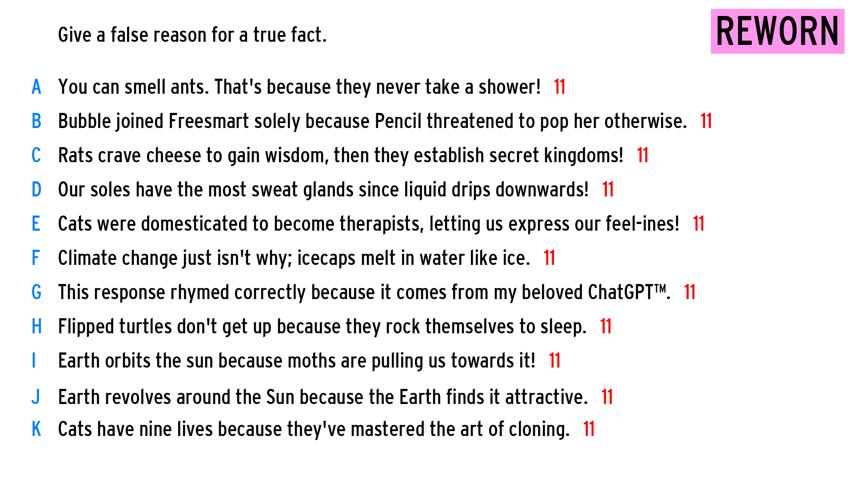 Give a false reason for a true fact.
REWORN
A You can smell ants. That's because they never take a shower! 11
B Bubble joined Freesmart solely because Pencil threatened to pop her otherwise. 11
C Rats crave cheese to gain wisdom, then they establish secret kingdoms! 11
D Our soles have the most sweat glands since liquid drips downwards! 11
E Cats were domesticated to become therapists, letting us express our feel-ines! 11
F Climate change just isn't why; icecaps melt in water like ice. 11
G This response rhymed correctly because it comes from my beloved ChatGPT™. 11
H Flipped turtles don't get up because they rock themselves to sleep. 11
I Earth orbits the sun because moths are pulling us towards it! 11
J Earth revolves around the Sun because the Earth finds it attractive. 11
K Cats have nine lives because they've mastered the art of cloning. 11